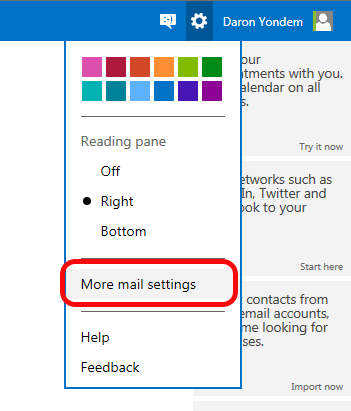 Daron Yondem
Reading pane
Off
Right
Bottom
More mail settings
Help
Feedback
your
tments with you.
alendar on all
s.
Try it now
etworks such as
In, Twitter and
ook to your
Start here
contacts from
email accounts,
me looking for
ses.
Import now